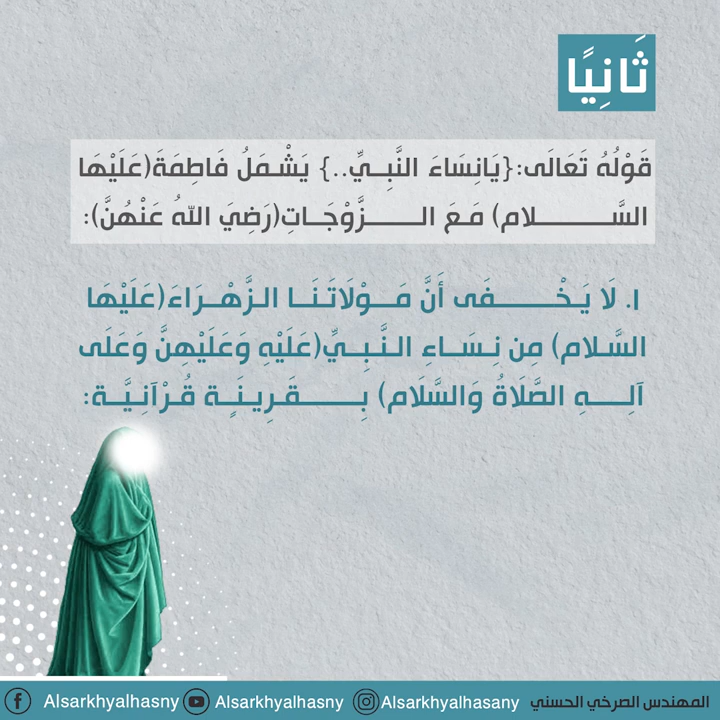 ثَانِيًا
قَوْلُهُ تَعَالَى:{يَانِسَاءَ النَّبِيِّ..} يَشْمَلُ فَاطِمَةَ(عَلَيْهَا
السَّلام) مَعَ الزَّوْجَاتِ(رَضِيَ اللهُ عَنْهُنَّ):
١. لَا يَخْفَى أَنَّ مَوْلَاتَنَا الزَّهْرَاءَ(عَلَيْهَا
السَّلام) مِن نِسَاءِ النَّبِيِّ(عَلَيْهِ وَعَلَيْهِنَّ وَعَلَى
آلِهِ الصَّلَاةُ وَالسَّلَام) بِقَرِينَةٍ قُرْآنِيَّة:
Alsarkhyalhasny Alsarkhyalhasny Alsarkhyalhasany المهندس الصرخي الحسني